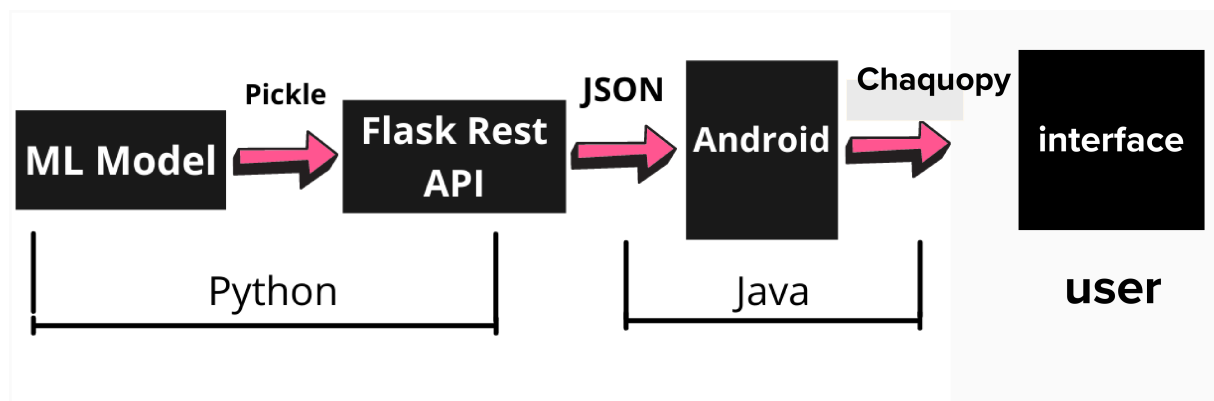 Pickle
JSON
Chaquopy
ML Model
Flask Rest
API
Android
interface
Python
Java
user